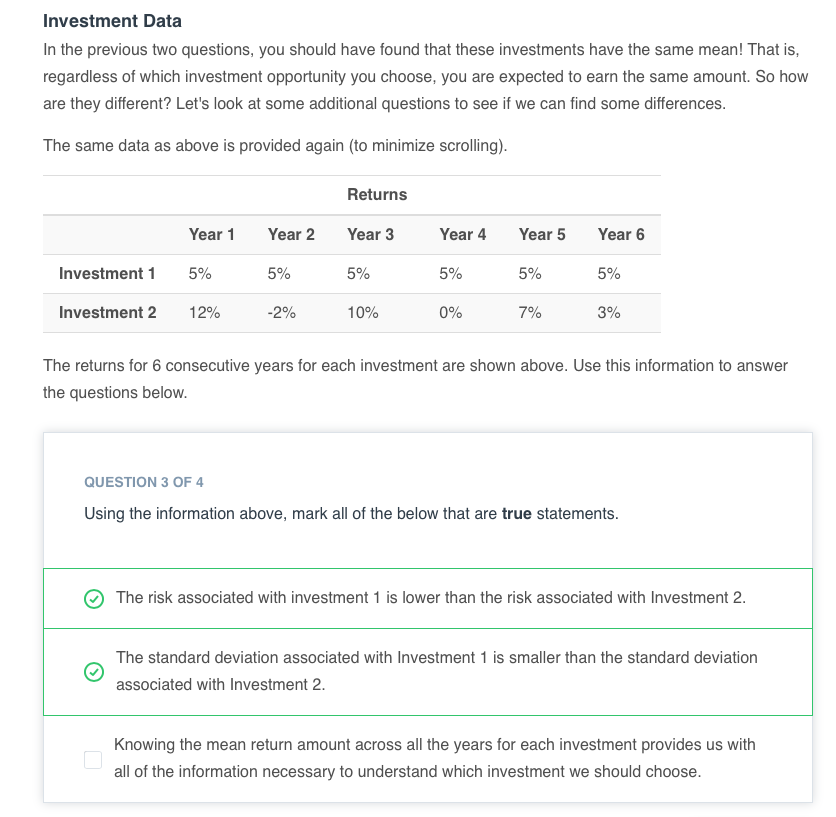 Investment Data
In the previous two questions, you should have found that these investments have the same mean! That is,
regardless of which investment opportunity you choose, you are expected to earn the same amount. So how
are they different? Let's look at some additional questions to see if we can find some differences.
The same data as above is provided again (to minimize scrolling).
Returns
Year 1 Year 2 Year 3 Year 4 Year 5 Year 6
Investment 1 5% 5% 5% 5% 5% 5%
Investment 2 12% -2% 10% 0% 7% 3%
The returns for 6 consecutive years for each investment are shown above. Use this information to answer
the questions below.
QUESTION 3 OF 4
Using the information above, mark all of the below that are true statements.
The risk associated with investment 1 is lower than the risk associated with Investment 2.
The standard deviation associated with Investment 1 is smaller than the standard deviation
associated with Investment 2.
Knowing the mean return amount across all the years for each investment provides us with
all of the information necessary to understand which investment we should choose.